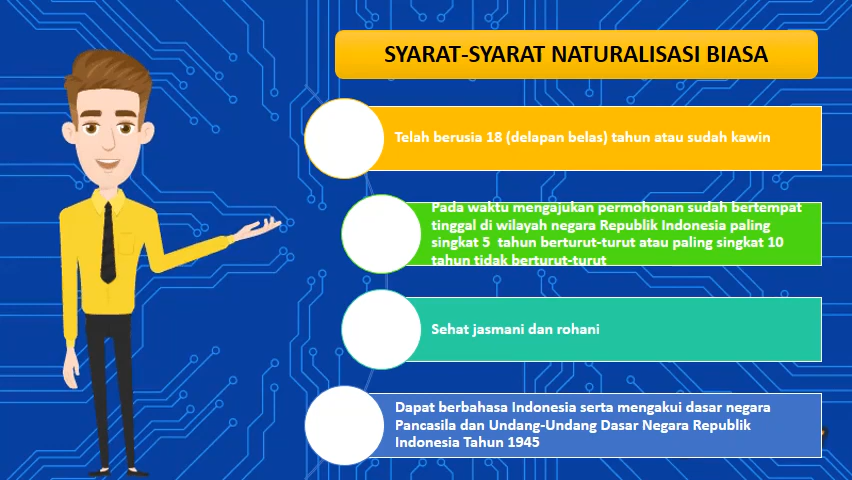 SYARAT-SYARAT NATURALISASI BIASA
Telah berusia 18 (delapan belas) tahun atau sudah kawin
Pada waktu mengajukan permohonan sudah bertempat
tinggal di wilayah negara Republik Indonesia paling
singkat 5 tahun berturut-turut atau paling singkat 10
tahun tidak berturut-turut
Sehat jasmani dan rohani
Dapat berbahasa Indonesia serta mengakui dasar negara
Pancasila dan Undang-Undang Dasar Negara Republik
Indonesia Tahun 1945